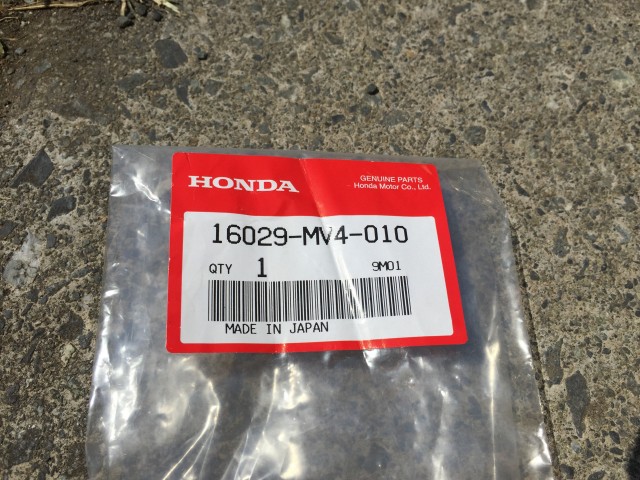 HONDA
GENUINE PARTS
Honda Motor Co., Ltd.
16029-MV4-010
QTY 1 9M01
MADE IN JAPAN